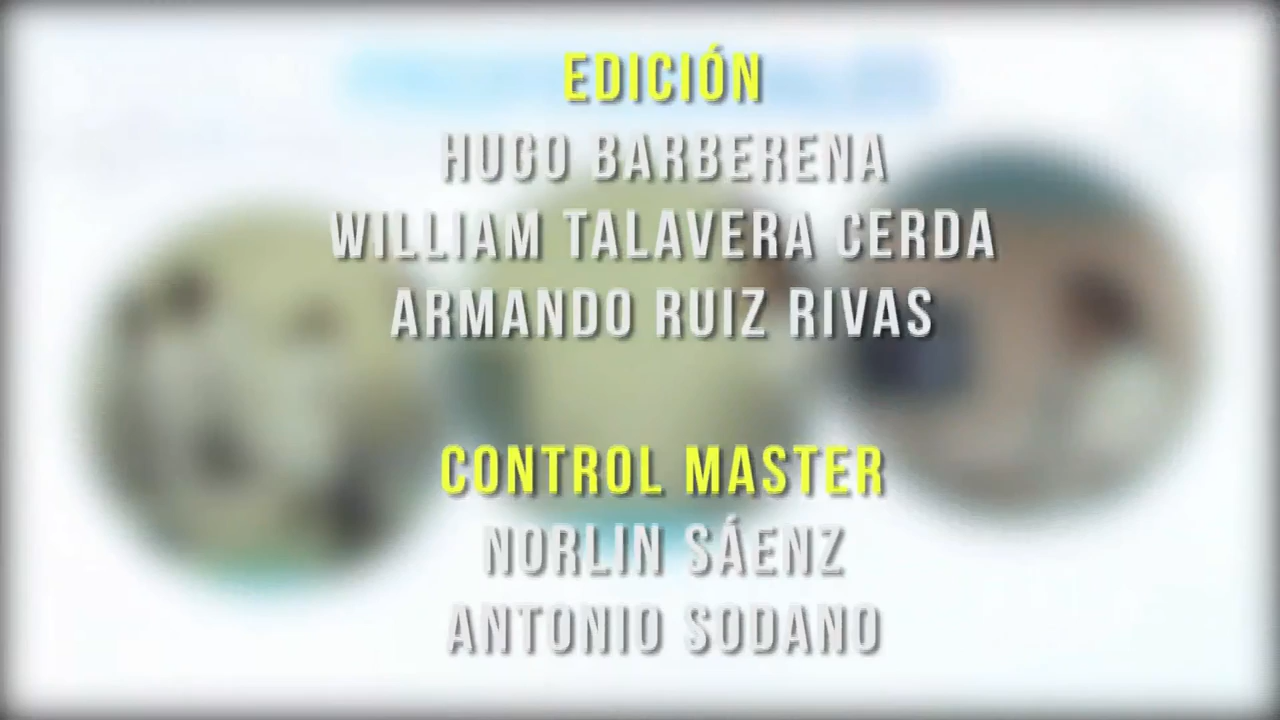 EDICIÓN
HUGO BARBERENA
WILLIAM TALAVERA CERDA
ARMANDO RUIZ RIVAS
CONTROL MASTER
NORLIN SÁENZ
ANTONIO SODANO